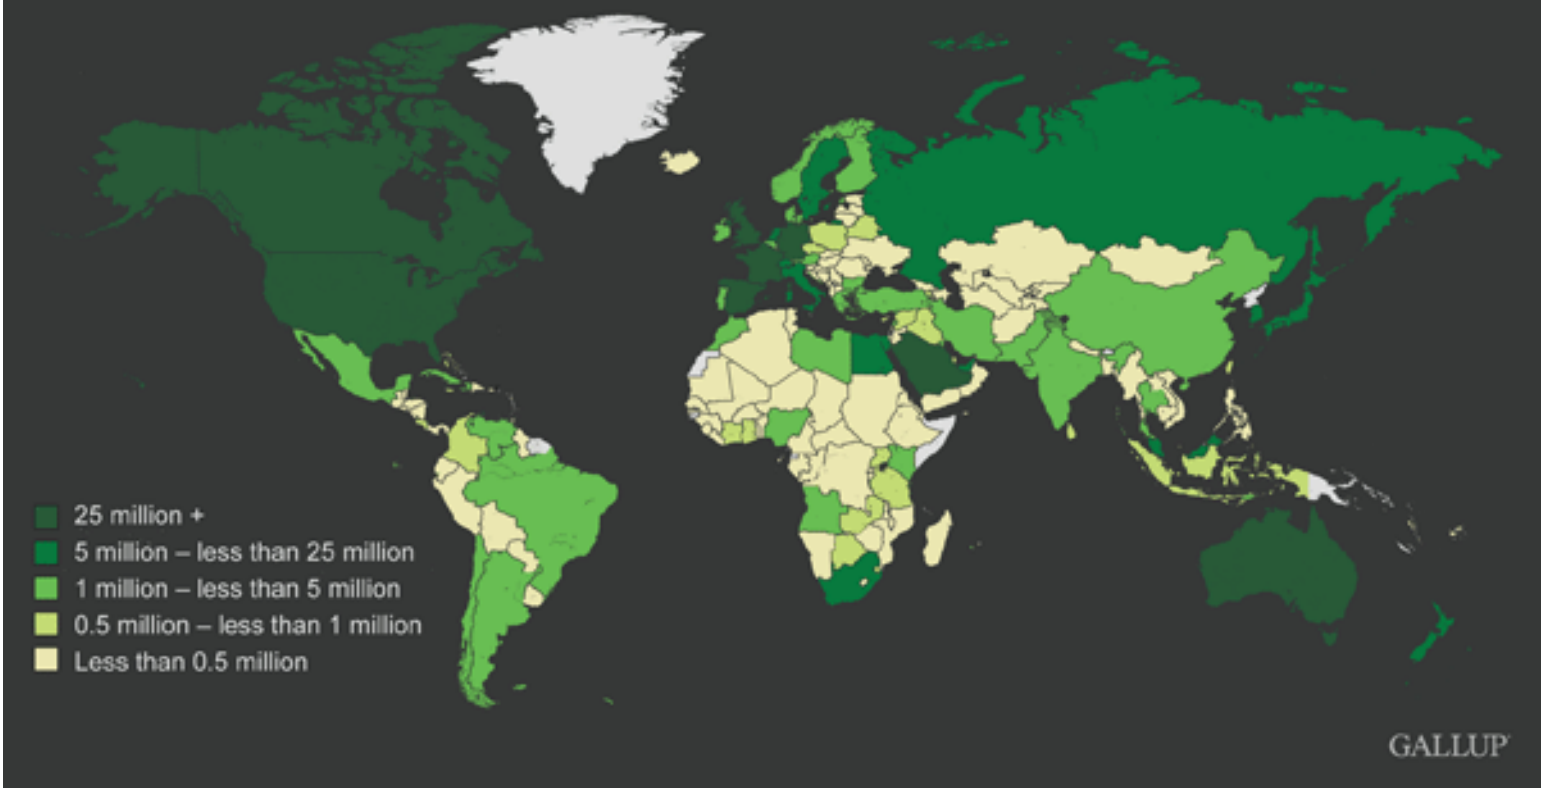 25 million +
5 million – less than 25 million
1 million – less than 5 million
0.5 million – less than 1 million
Less than 0.5 million
GALLUP